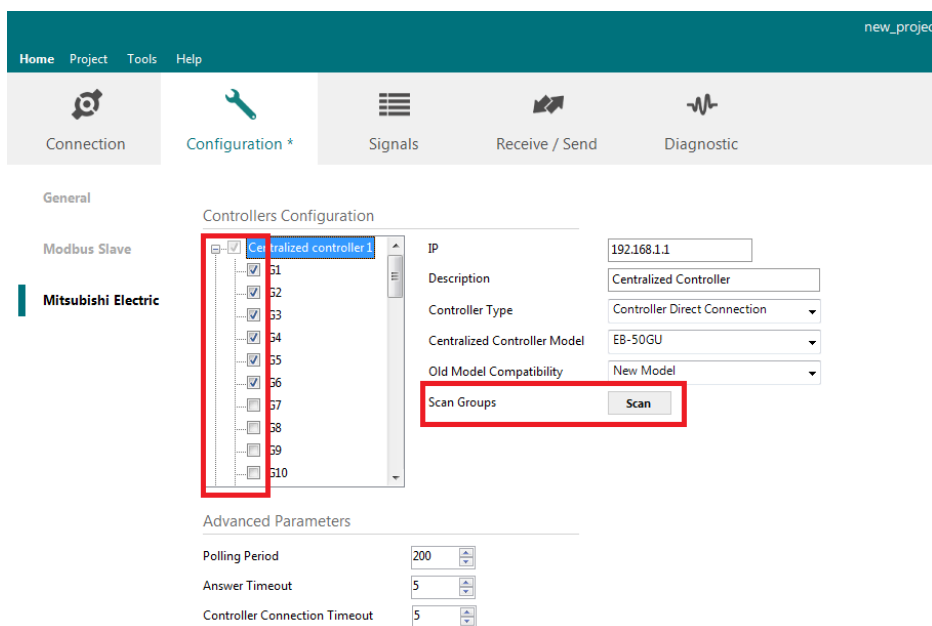 new_projec
Home Project Tools Help
Connection Configuration * Signals Receive / Send Diagnostic
General
Modbus Slave
Mitsubishi Electric
Controllers Configuration
Centralized controller 1
G1
G2
G3
G4
G5
G6
G7
G8
G9
G10
IP 192.168.1.1
Description Centralized Controller
Controller Type Controller Direct Connection
Centralized Controller Model EB-50GU
Old Model Compatibility New Model
Scan Groups Scan
Advanced Parameters
Polling Period 200
Answer Timeout 5
Controller Connection Timeout 5